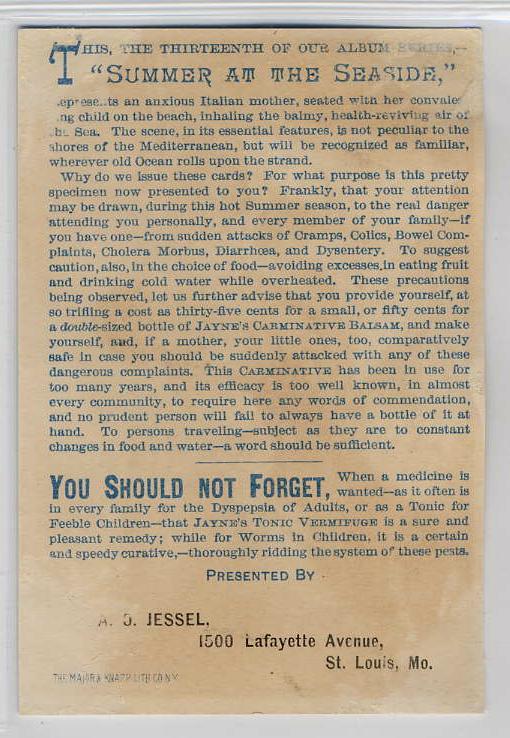 THIS, THE THIRTEENTH OF OUR ALBUM SERIES,—
"SUMMER AT THE SEASIDE,"
represents an anxious Italian mother, seated with her convales
ing child on the beach, inhaling the balmy, health-reviving air of
the Sea. The scene, in its essential features, is not peculiar to the
shores of the Mediterranean, but will be recognized as familiar,
wherever old Ocean rolls upon the strand.
Why do we issue these cards? For what purpose is this pretty
specimen now presented to you? Frankly, that your attention
may be drawn, during this hot Summer season, to the real danger
attending you personally, and every member of your family—if
you have one—from sudden attacks of Cramps, Colics, Bowel Com-
plaints, Cholera Morbus, Diarrhœa, and Dysentery. To suggest
caution, also, in the choice of food—avoiding excesses in eating fruit
and drinking cold water while overheated. These precautions
being observed, let us further advise that you provide yourself, at
so trifling a cost as thirty-five cents for a small, or fifty cents for
a double-sized bottle of JAYNE'S CARMINATIVE BALSAM, and make
yourself, and, if a mother, your little ones, too, comparatively
safe in case you should be suddenly attacked with any of these
dangerous complaints. This CARMINATIVE has been in use for
too many years, and its efficacy is too well known, in almost
every community, to require here any words of commendation,
and no prudent person will fail to always have a bottle of it at
hand. To persons traveling—subject as they are to constant
changes in food and water—a word should be sufficient.
YOU SHOULD NOT FORGET, When a medicine is
wanted—as it often is
in every family for the Dyspepsia of Adults, or as a Tonic for
Feeble Children—that JAYNE'S TONIC VERMIFUGE is a sure and
pleasant remedy; while for Worms in Children, it is a certain
and speedy curative,—thoroughly ridding the system of these pests.
PRESENTED BY
A. J. JESSEL,
1500 Lafayette Avenue,
St. Louis, Mo.
THE MAJOR & KNAPP LITH CO N.Y.